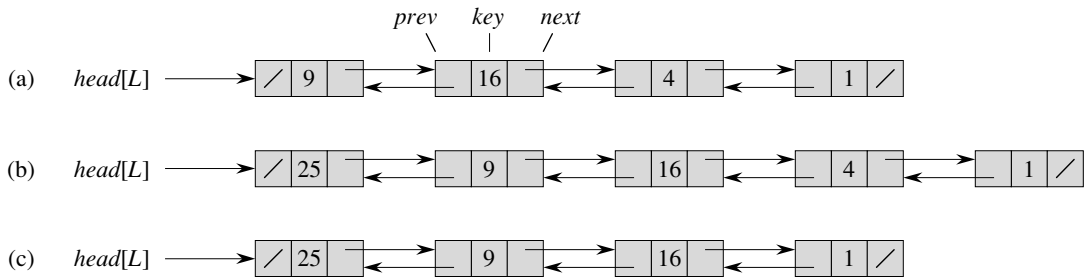 prev key next
(a) head[L] / 9 16 4 1 /
(b) head[L] / 25 9 16 4 1 /
(c) head[L] / 25 9 16 1 /